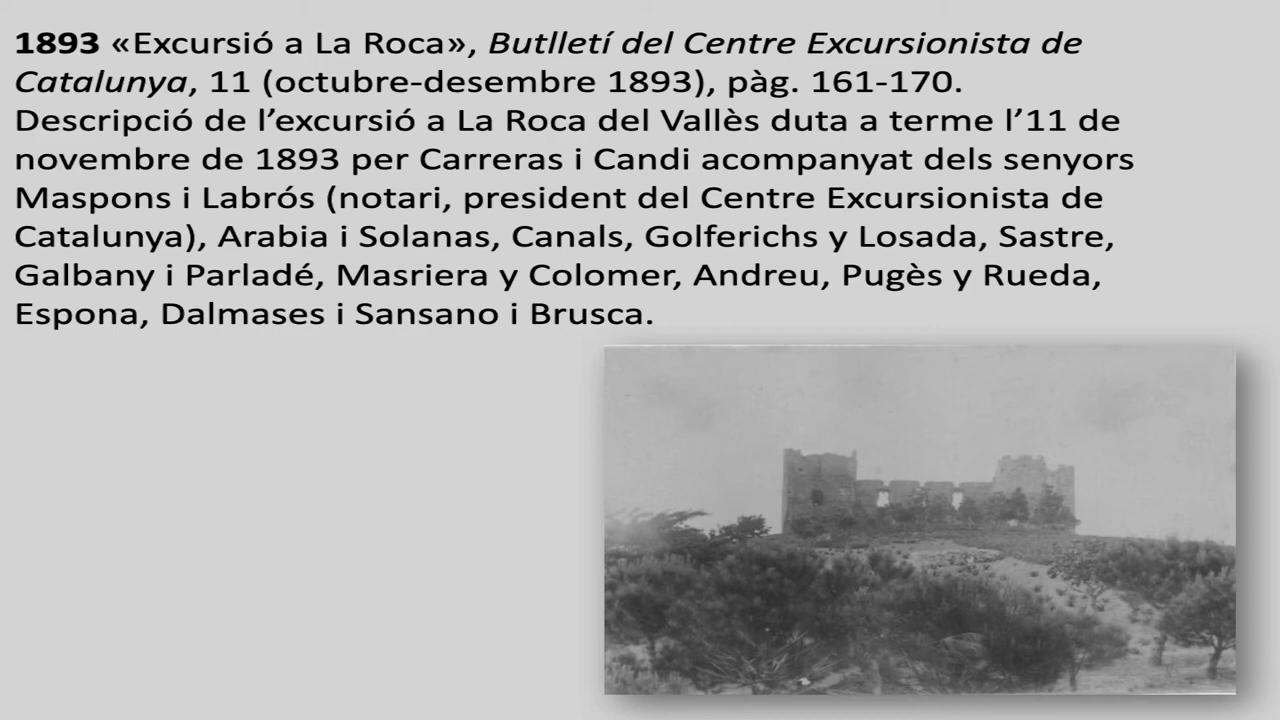 1893 «Excursió a La Roca», Butlletí del Centre Excursionista de
Catalunya, 11 (octubre-desembre 1893), pàg. 161-170.
Descripció de l’excursió a La Roca del Vallès duta a terme l’11 de
novembre de 1893 per Carreras i Candi acompanyat dels senyors
Maspons i Labrós (notari, president del Centre Excursionista de
Catalunya), Arabia i Solanas, Canals, Golferichs y Losada, Sastre,
Galbany i Parladé, Masriera y Colomer, Andreu, Pugès y Rueda,
Espona, Dalmases i Sansano i Brusca.